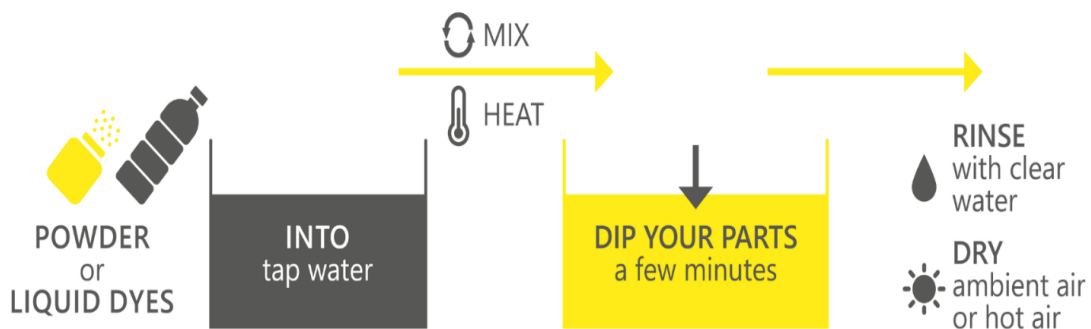 POWDER
or
LIQUID DYES
INTO
tap water
MIX
HEAT
DIP YOUR PARTS
a few minutes
RINSE
with clear
water
DRY
ambient air
or hot air